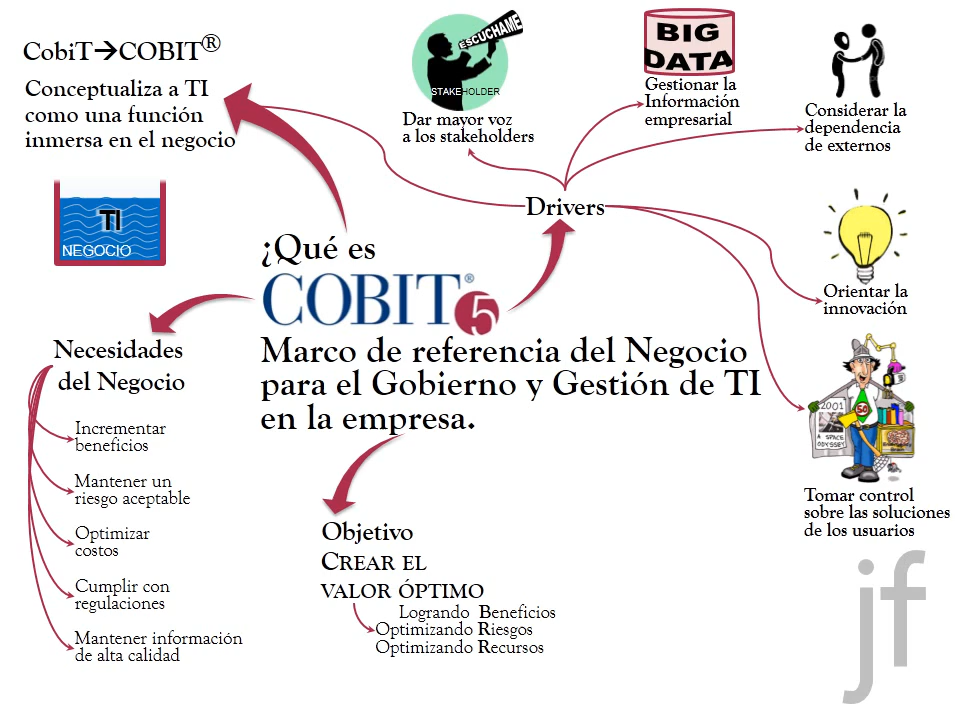 CobiT→COBIT®
Conceptualiza a TI
como una función
inmersa en el negocio
TI
NEGOCIO
ESCUCHAME
STAKEHOLDER
Dar mayor voz
a los stakeholders
BIG
DATA
Gestionar la
Información
empresarial
Considerar la
dependencia
de externos
Drivers
Orientar la
innovación
2001
A SPACE
ODYSSEY
50
Tomar control
sobre las soluciones
de los usuarios
¿Qué es
COBIT® 5
Marco de referencia del Negocio
para el Gobierno y Gestión de TI
en la empresa.
Necesidades
del Negocio
Incrementar
beneficios
Mantener un
riesgo aceptable
Optimizar
costos
Cumplir con
regulaciones
Mantener información
de alta calidad
Objetivo
CREAR EL
VALOR ÓPTIMO
Logrando Beneficios
Optimizando Riesgos
Optimizando Recursos
jf